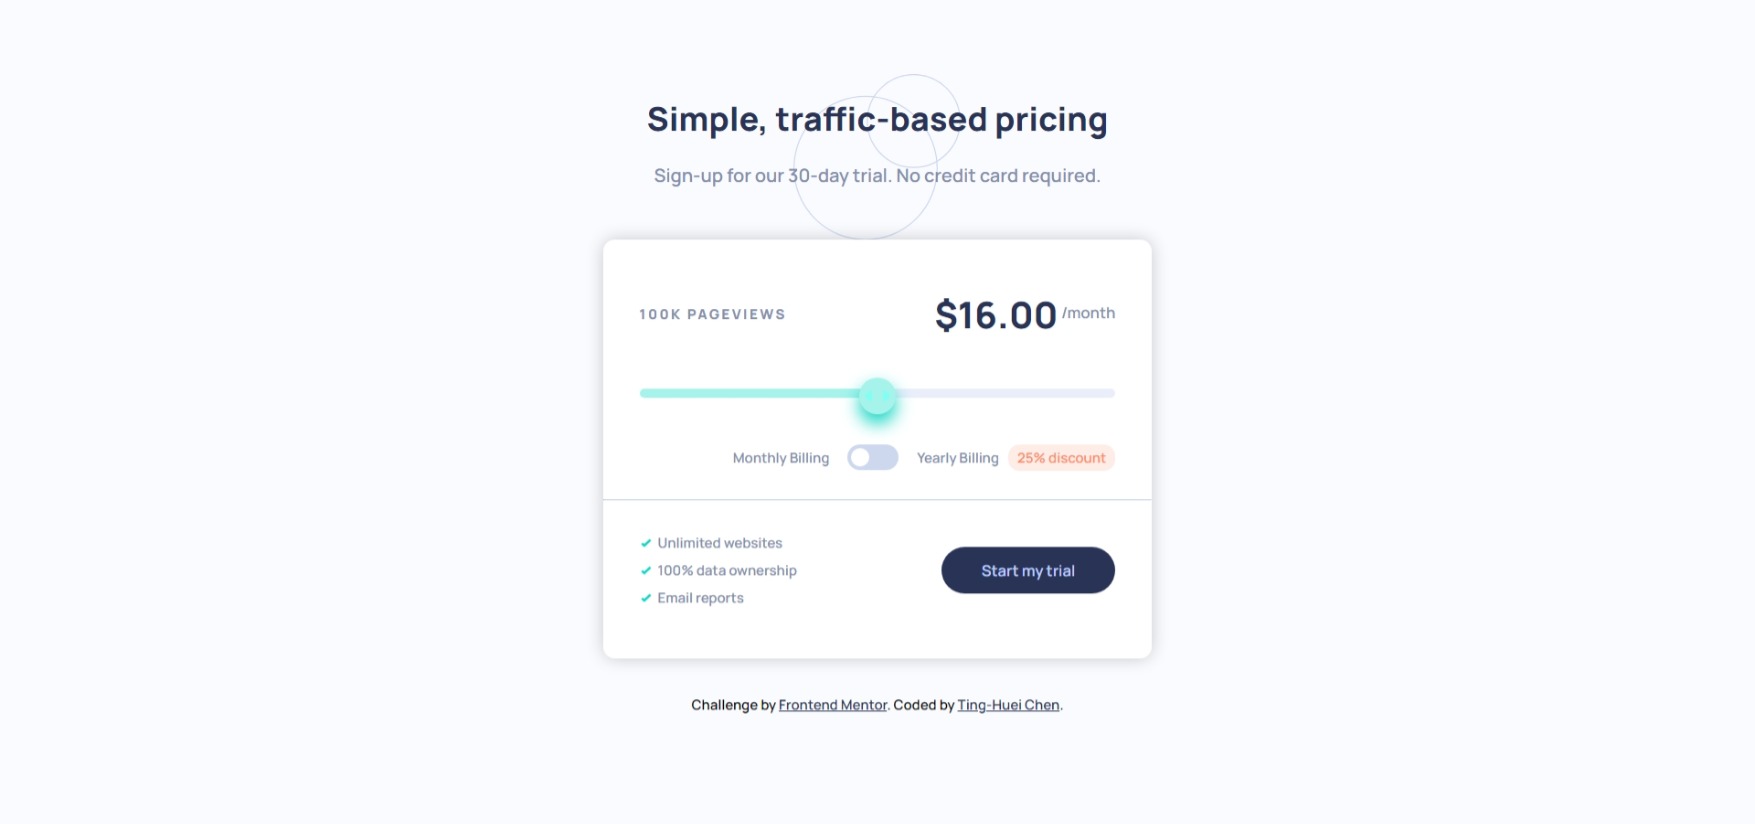 Simple, traffic-based pricing
Sign-up for our 30-day trial. No credit card required.
100K PAGEVIEWS
$16.00 /month
Monthly Billing
Yearly Billing
25% discount
Unlimited websites
100% data ownership
Email reports
Start my trial
Challenge by Frontend Mentor. Coded by Ting-Huei Chen.